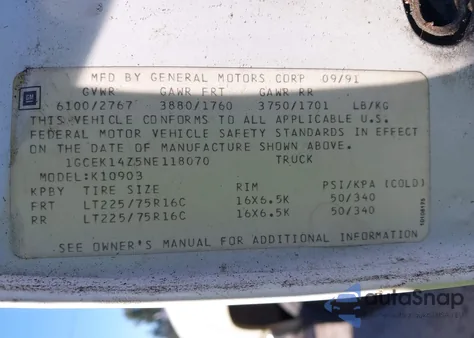 MFD BY GENERAL MOTORS CORP 09/91
GVWR GAWR FRT GAWR RR
GM
6100/2767 3880/1760 3750/1701 LB/KG
THIS VEHICLE CONFORMS TO ALL APPLICABLE U.S.
FEDERAL MOTOR VEHICLE SAFETY STANDARDS IN EFFECT
ON THE DATE OF MANUFACTURE SHOWN ABOVE.
1GCEK14Z5NE118070 TRUCK
MODEL:K10903
KPBY TIRE SIZE RIM PSI/KPA (COLD)
FRT LT225/75R16C 16X6.5K 50/340
RR LT225/75R16C 16X6.5K 50/340
SEE OWNER'S MANUAL FOR ADDITIONAL INFORMATION
autoSnap